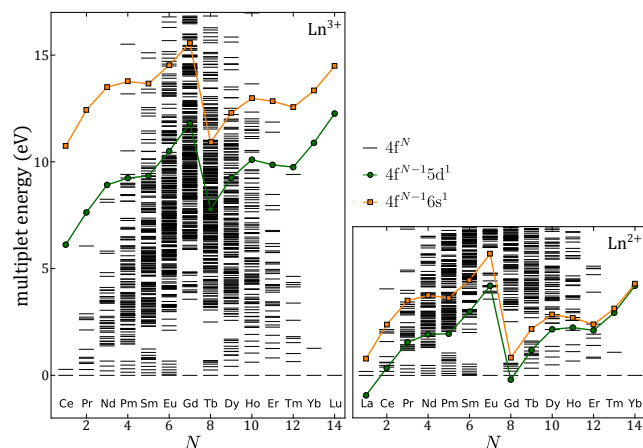 15
10
5
0
multiplet energy (eV)
Ln³⁺
Ce Pr Nd Pm Sm Eu Gd Tb Dy Ho Er Tm Yb Lu
2 4 6 8 10 12 14
N
4fᴺ
4fᴺ⁻¹5d¹
4fᴺ⁻¹6s¹
Ln²⁺
5
0
La Ce Pr Nd Pm Sm Eu Gd Tb Dy Ho Er Tm Yb
2 4 6 8 10 12 14
N